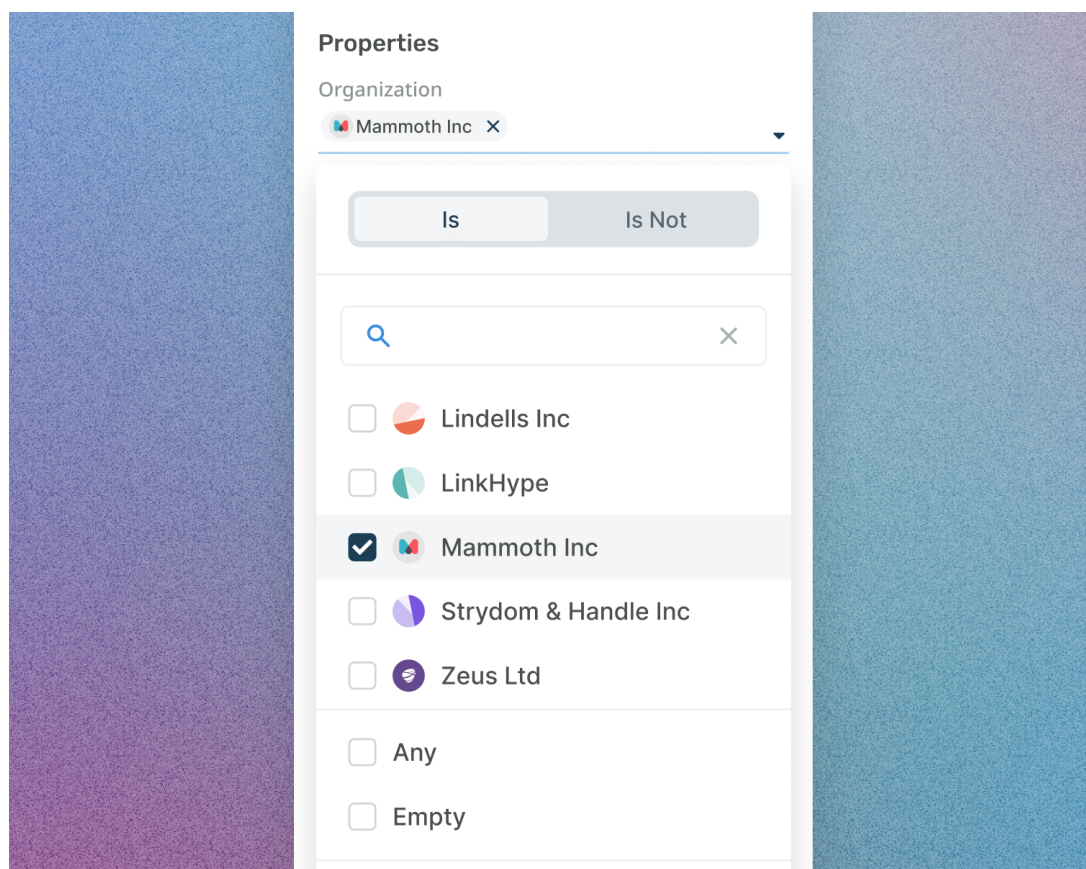 Properties
Organization
Mammoth Inc
Is Is Not
Lindells Inc
LinkHype
Mammoth Inc
Strydom & Handle Inc
Zeus Ltd
Any
Empty